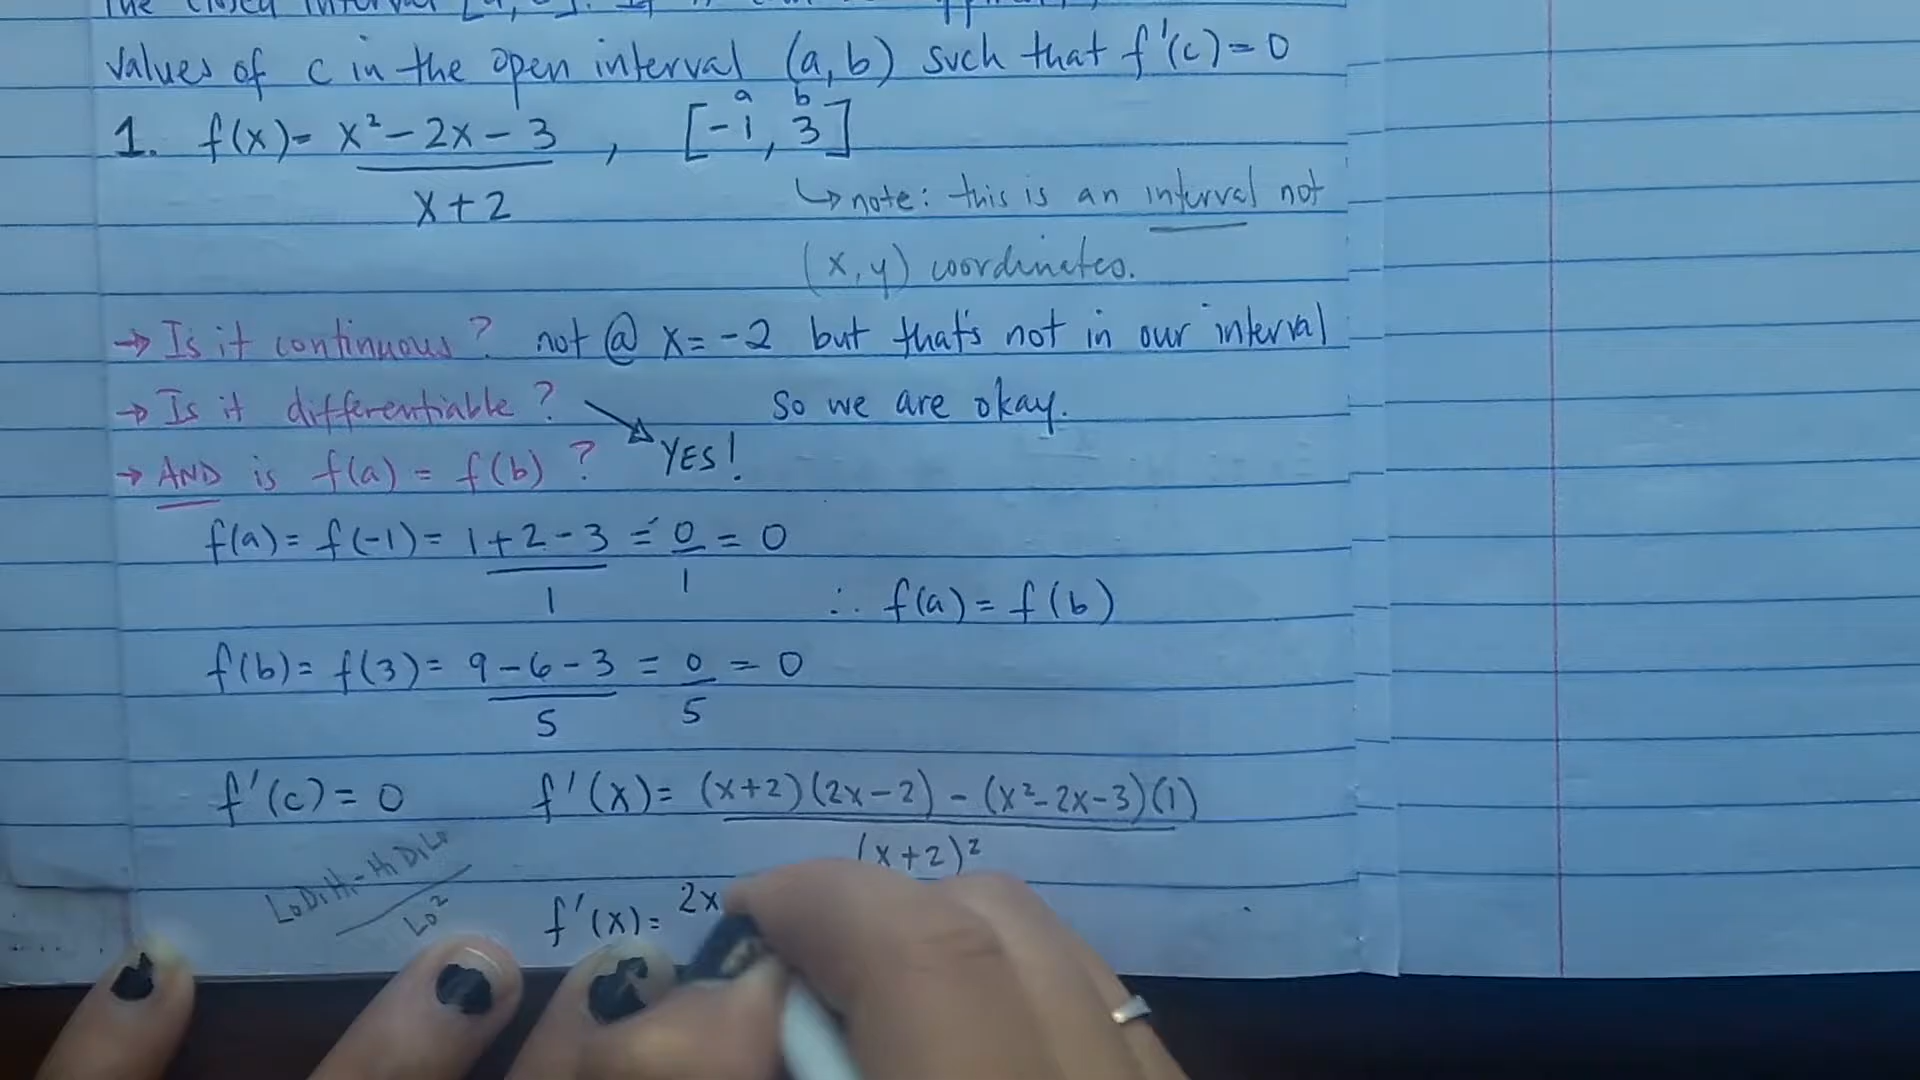 the closed interval
values of c in the open interval (a, b) such that f'(c) = 0
a b
1. f(x) = x² - 2x - 3 , [-1, 3]
x + 2
↳ note: this is an interval not
(x, y) coordinates.
→ Is it continuous? not @ x = -2 but that's not in our interval
→ Is it differentiable? so we are okay.
→ AND is f(a) = f(b) ? YES!
f(a) = f(-1) = 1 + 2 - 3 = 0 = 0
1 1
∴ f(a) = f(b)
f(b) = f(3) = 9 - 6 - 3 = 0 = 0
5 5
f'(c) = 0 f'(x) = (x+2)(2x-2) - (x²-2x-3)(1)
(x+2)²
LoDiHi - HiDiLo
Lo²
f'(x) = 2x